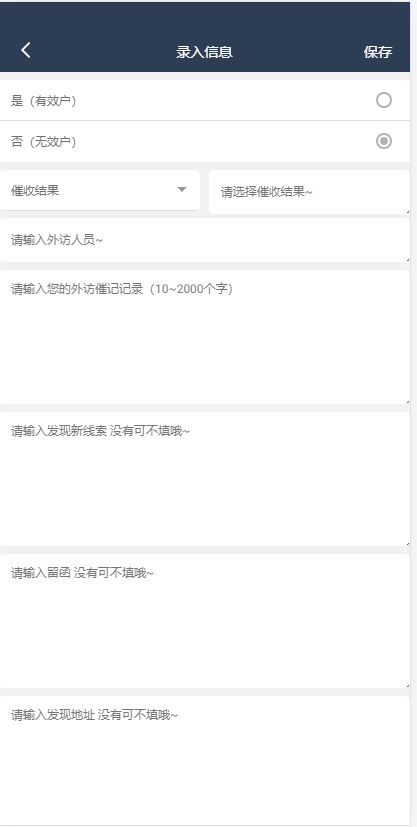 录入信息 保存
是（有效户）
否（无效户）
催收结果 请选择催收结果~
请输入外访人员~
请输入您的外访催记记录（10~2000个字）
请输入发现新线索 没有可不填哦~
请输入留函 没有可不填哦~
请输入发现地址 没有可不填哦~